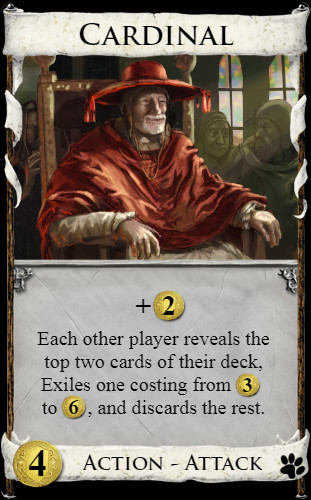 CARDINAL
+2
Each other player reveals the
top two cards of their deck,
Exiles one costing from 3
to 6, and discards the rest.
4 ACTION - ATTACK